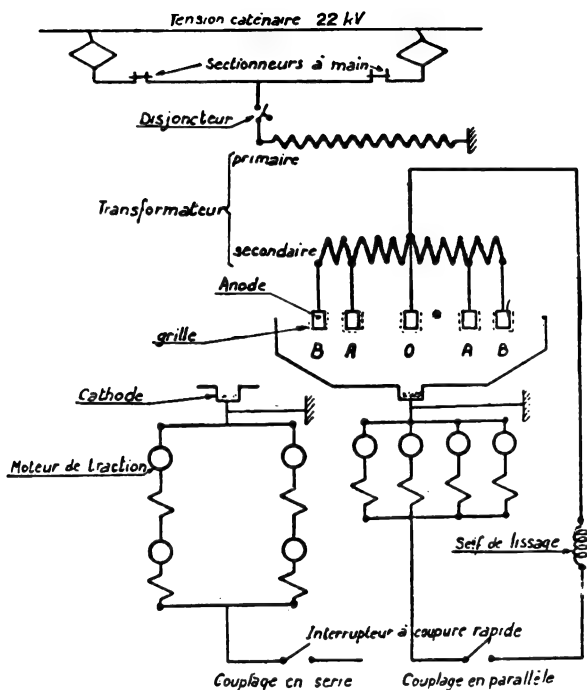 Tension caténaire 22 kV
Sectionneurs à main
Disjoncteur
primaire
Transformateur
secondaire
Anode
grille
B A O A B
Cathode
Moteur de traction
Self de lissage
Interrupteur à coupure rapide
Couplage en serie
Couplage en parallèle